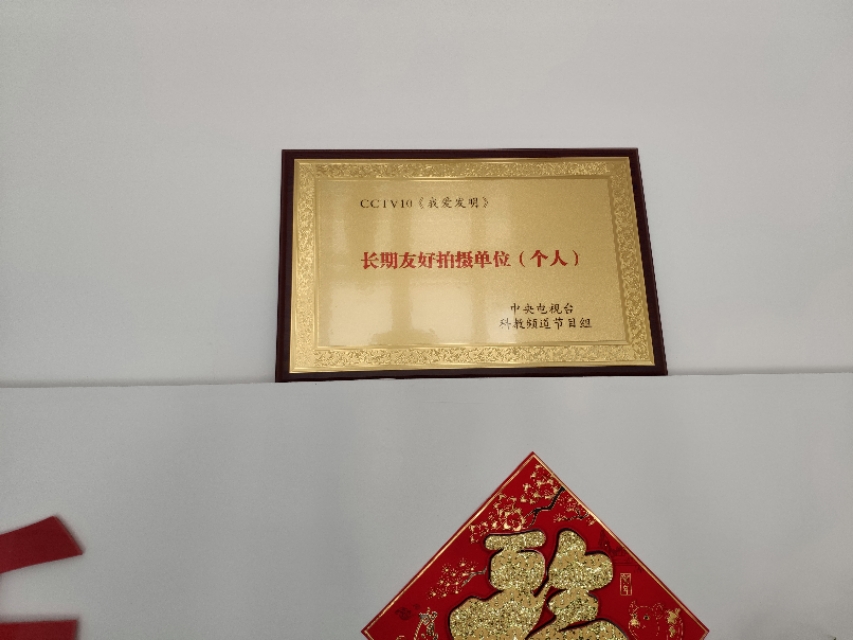 CCTV10《我爱发明》
长期友好拍摄单位（个人）
中央电视台
科教频道节目组